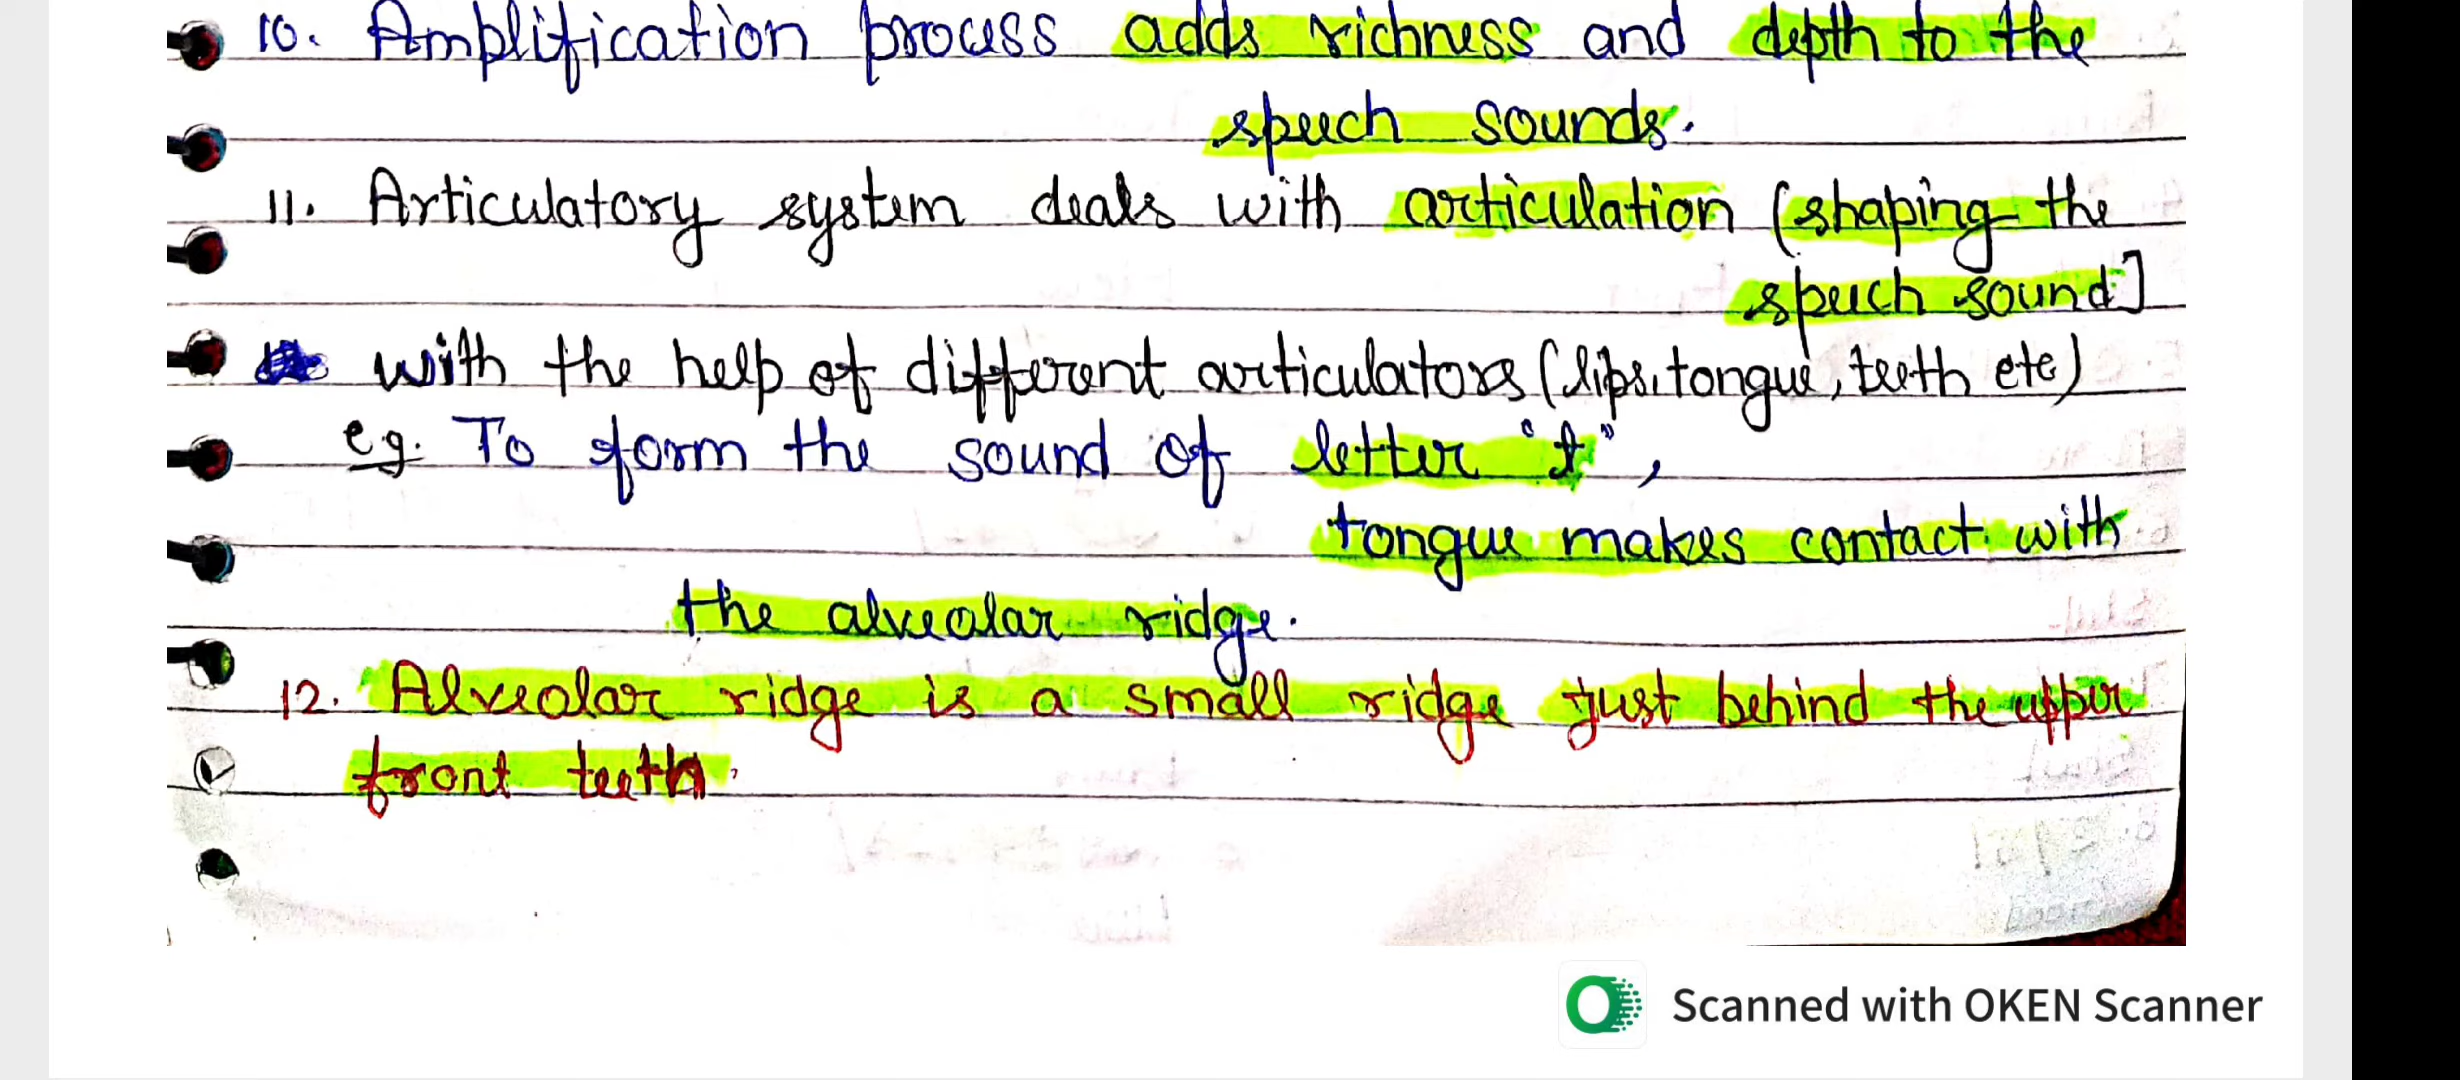 10. Amplification process adds richness and depth to the
speech sounds.
11. Articulatory system deals with articulation (shaping the
speech sound]
with the help of different articulators (lips, tongue, teeth etc)
eg. To form the sound of letter "t",
tongue makes contact with
the alveolar ridge.
12. Alveolar ridge is a small ridge just behind the upper
front teeth.
Scanned with OKEN Scanner